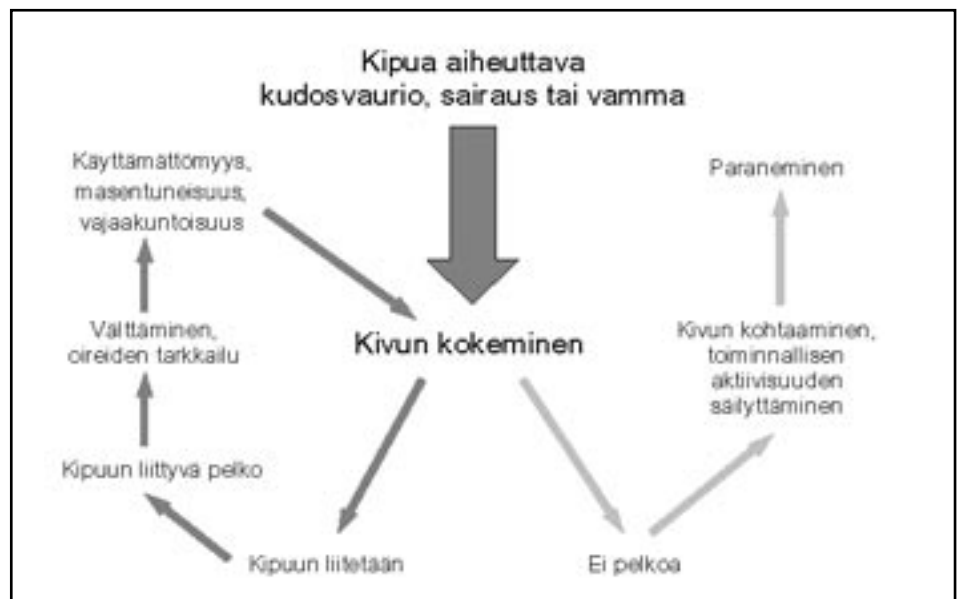 Kipua aiheuttava
kudosvaurio, sairaus tai vamma
Käyttämättömyys,
masentuneisuus,
vajaakuntoisuus
Paraneminen
Välttäminen,
oireiden tarkkailu
Kivun kokeminen
Kivun kohtaaminen,
toiminnallisen
aktiivisuuden
säilyttäminen
Kipuun liittyvä pelko
Kipuun liitetään
Ei pelkoa